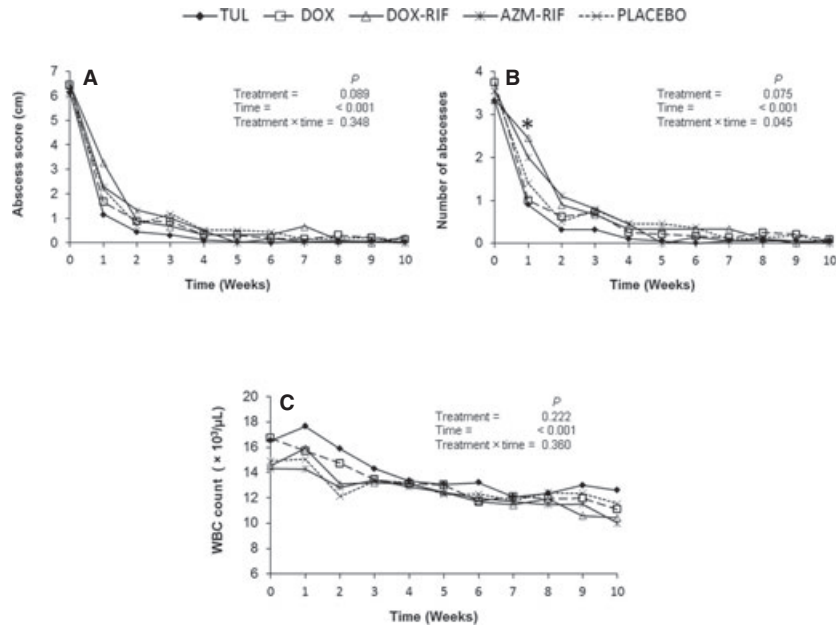 TUL DOX DOX-RIF AZM-RIF PLACEBO
A
P
Treatment = 0.089
Time = < 0.001
Treatment × time = 0.348
Abscess score (cm)
7
6
5
4
3
2
1
0
0 1 2 3 4 5 6 7 8 9 10
Time (Weeks)
B
P
Treatment = 0.075
Time = < 0.001
Treatment × time = 0.045
*
Number of abscesses
4
3
2
1
0
0 1 2 3 4 5 6 7 8 9 10
Time (Weeks)
C
P
Treatment = 0.222
Time = < 0.001
Treatment × time = 0.360
WBC count ( × 10³/µL)
20
18
16
14
12
10
8
6
0 1 2 3 4 5 6 7 8 9 10
Time (Weeks)